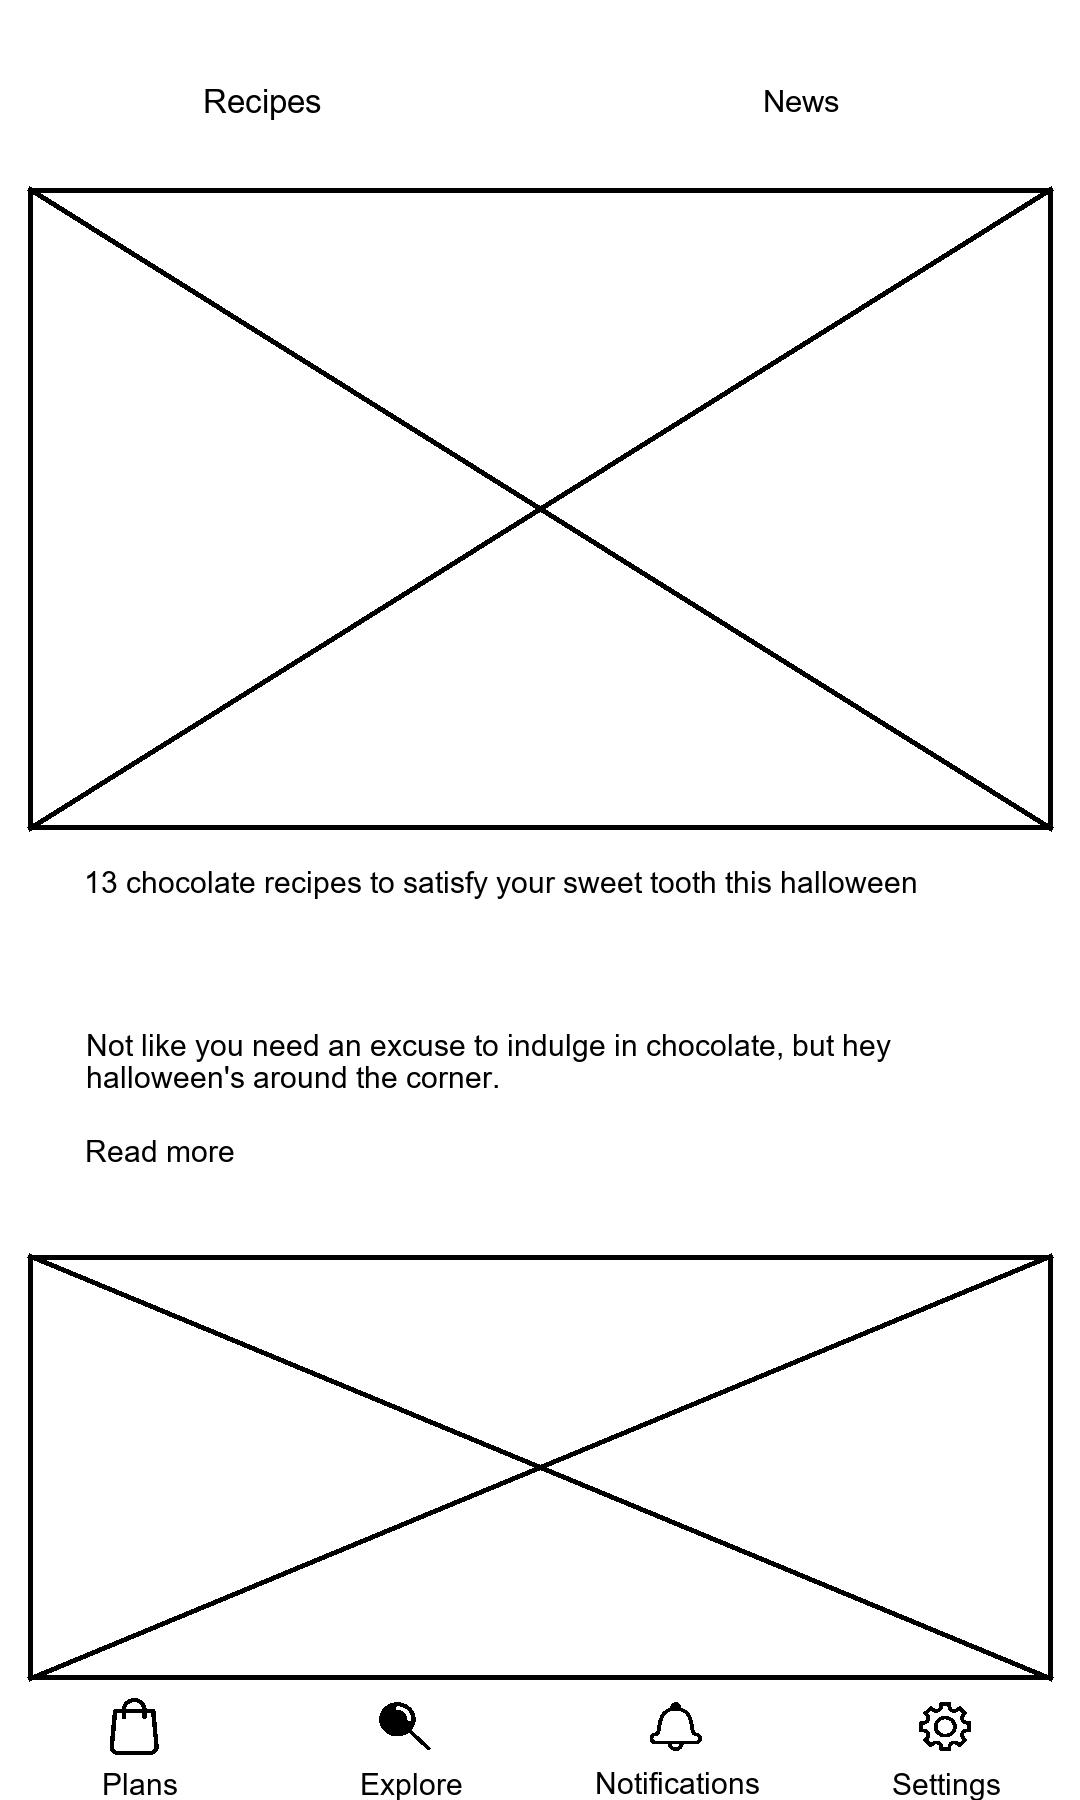 Recipes
News
13 chocolate recipes to satisfy your sweet tooth this halloween
Not like you need an excuse to indulge in chocolate, but hey
halloween's around the corner.
Read more
Plans
Explore
Notifications
Settings